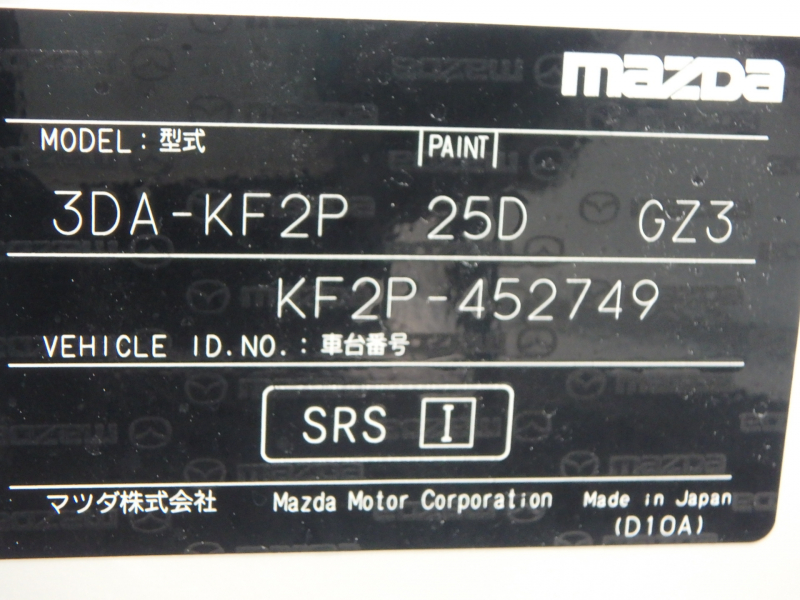 mazda
MODEL : 型式 PAINT
3DA-KF2P 25D GZ3
KF2P-452749
VEHICLE ID.NO. : 車台番号
SRS I
マツダ株式会社 Mazda Motor Corporation Made in Japan
(D10A)